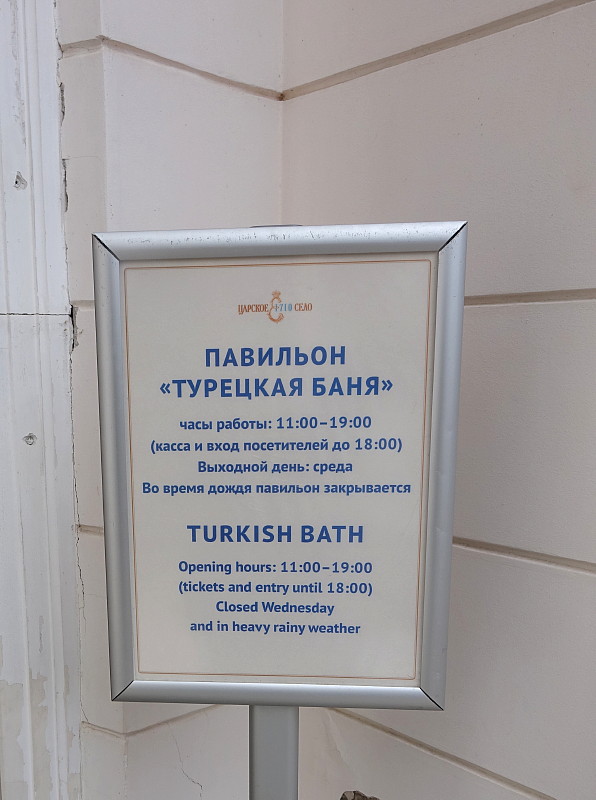 ЦАРСКОЕ 1710 СЕЛО
ПАВИЛЬОН
«ТУРЕЦКАЯ БАНЯ»
часы работы: 11:00–19:00
(касса и вход посетителей до 18:00)
Выходной день: среда
Во время дождя павильон закрывается
TURKISH BATH
Opening hours: 11:00–19:00
(tickets and entry until 18:00)
Closed Wednesday
and in heavy rainy weather